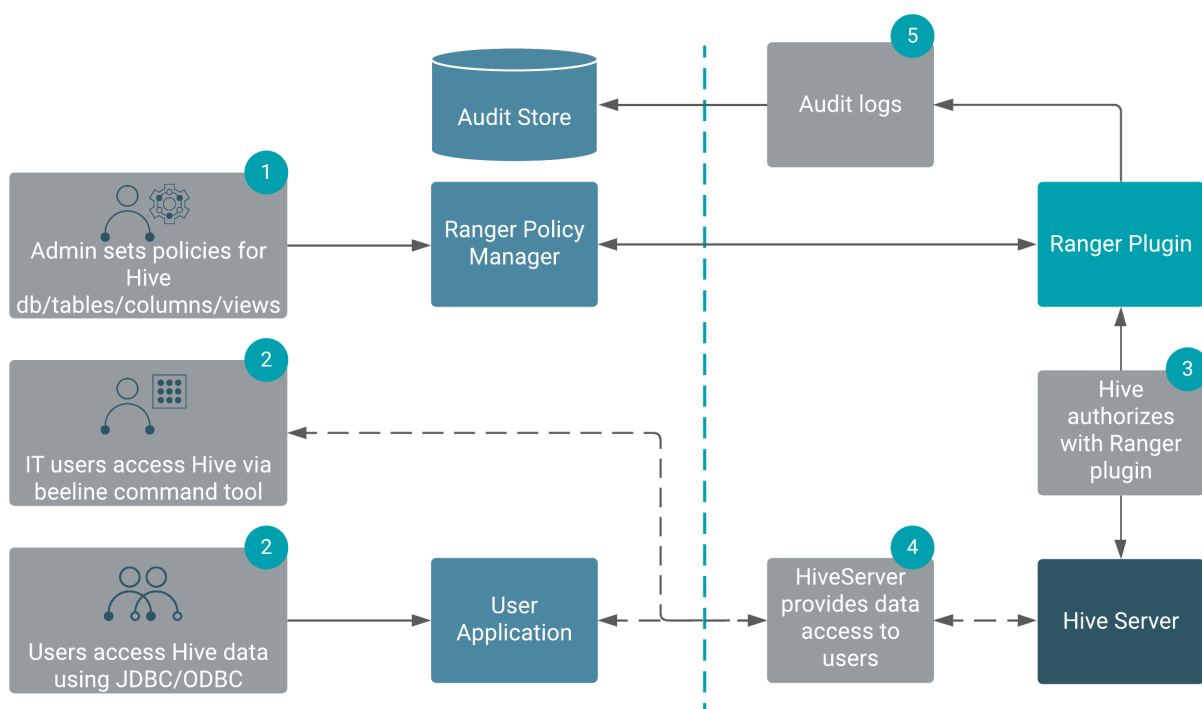 5
Audit Store
Audit logs
1
Admin sets policies for
Hive
db/tables/columns/views
Ranger Policy
Manager
Ranger Plugin
2
IT users access Hive via
beeline command tool
3
Hive
authorizes
with Ranger
plugin
2
Users access Hive data
using JDBC/ODBC
User
Application
4
HiveServer
provides data
access to
users
Hive Server